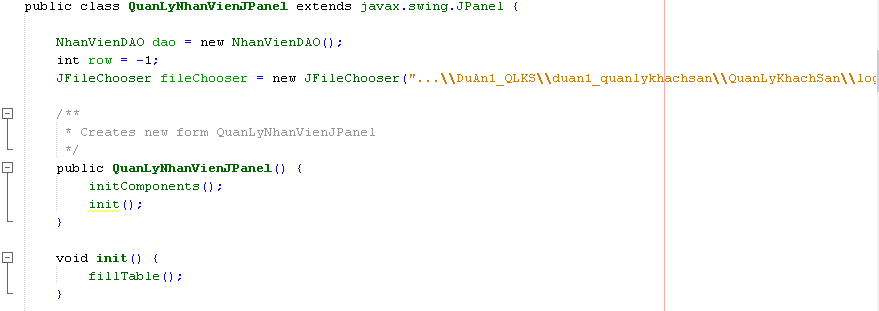 public class QuanLyNhanVienJPanel extends javax.swing.JPanel {
NhanVienDAO dao = new NhanVienDAO();
int row = -1;
JFileChooser fileChooser = new JFileChooser("...\\DuAn1_QLKS\\duan1_quanlykhachsan\\QuanLyKhachSan\\log
/**
* Creates new form QuanLyNhanVienJPanel
*/
public QuanLyNhanVienJPanel() {
initComponents();
init();
}
void init() {
fillTable();
}